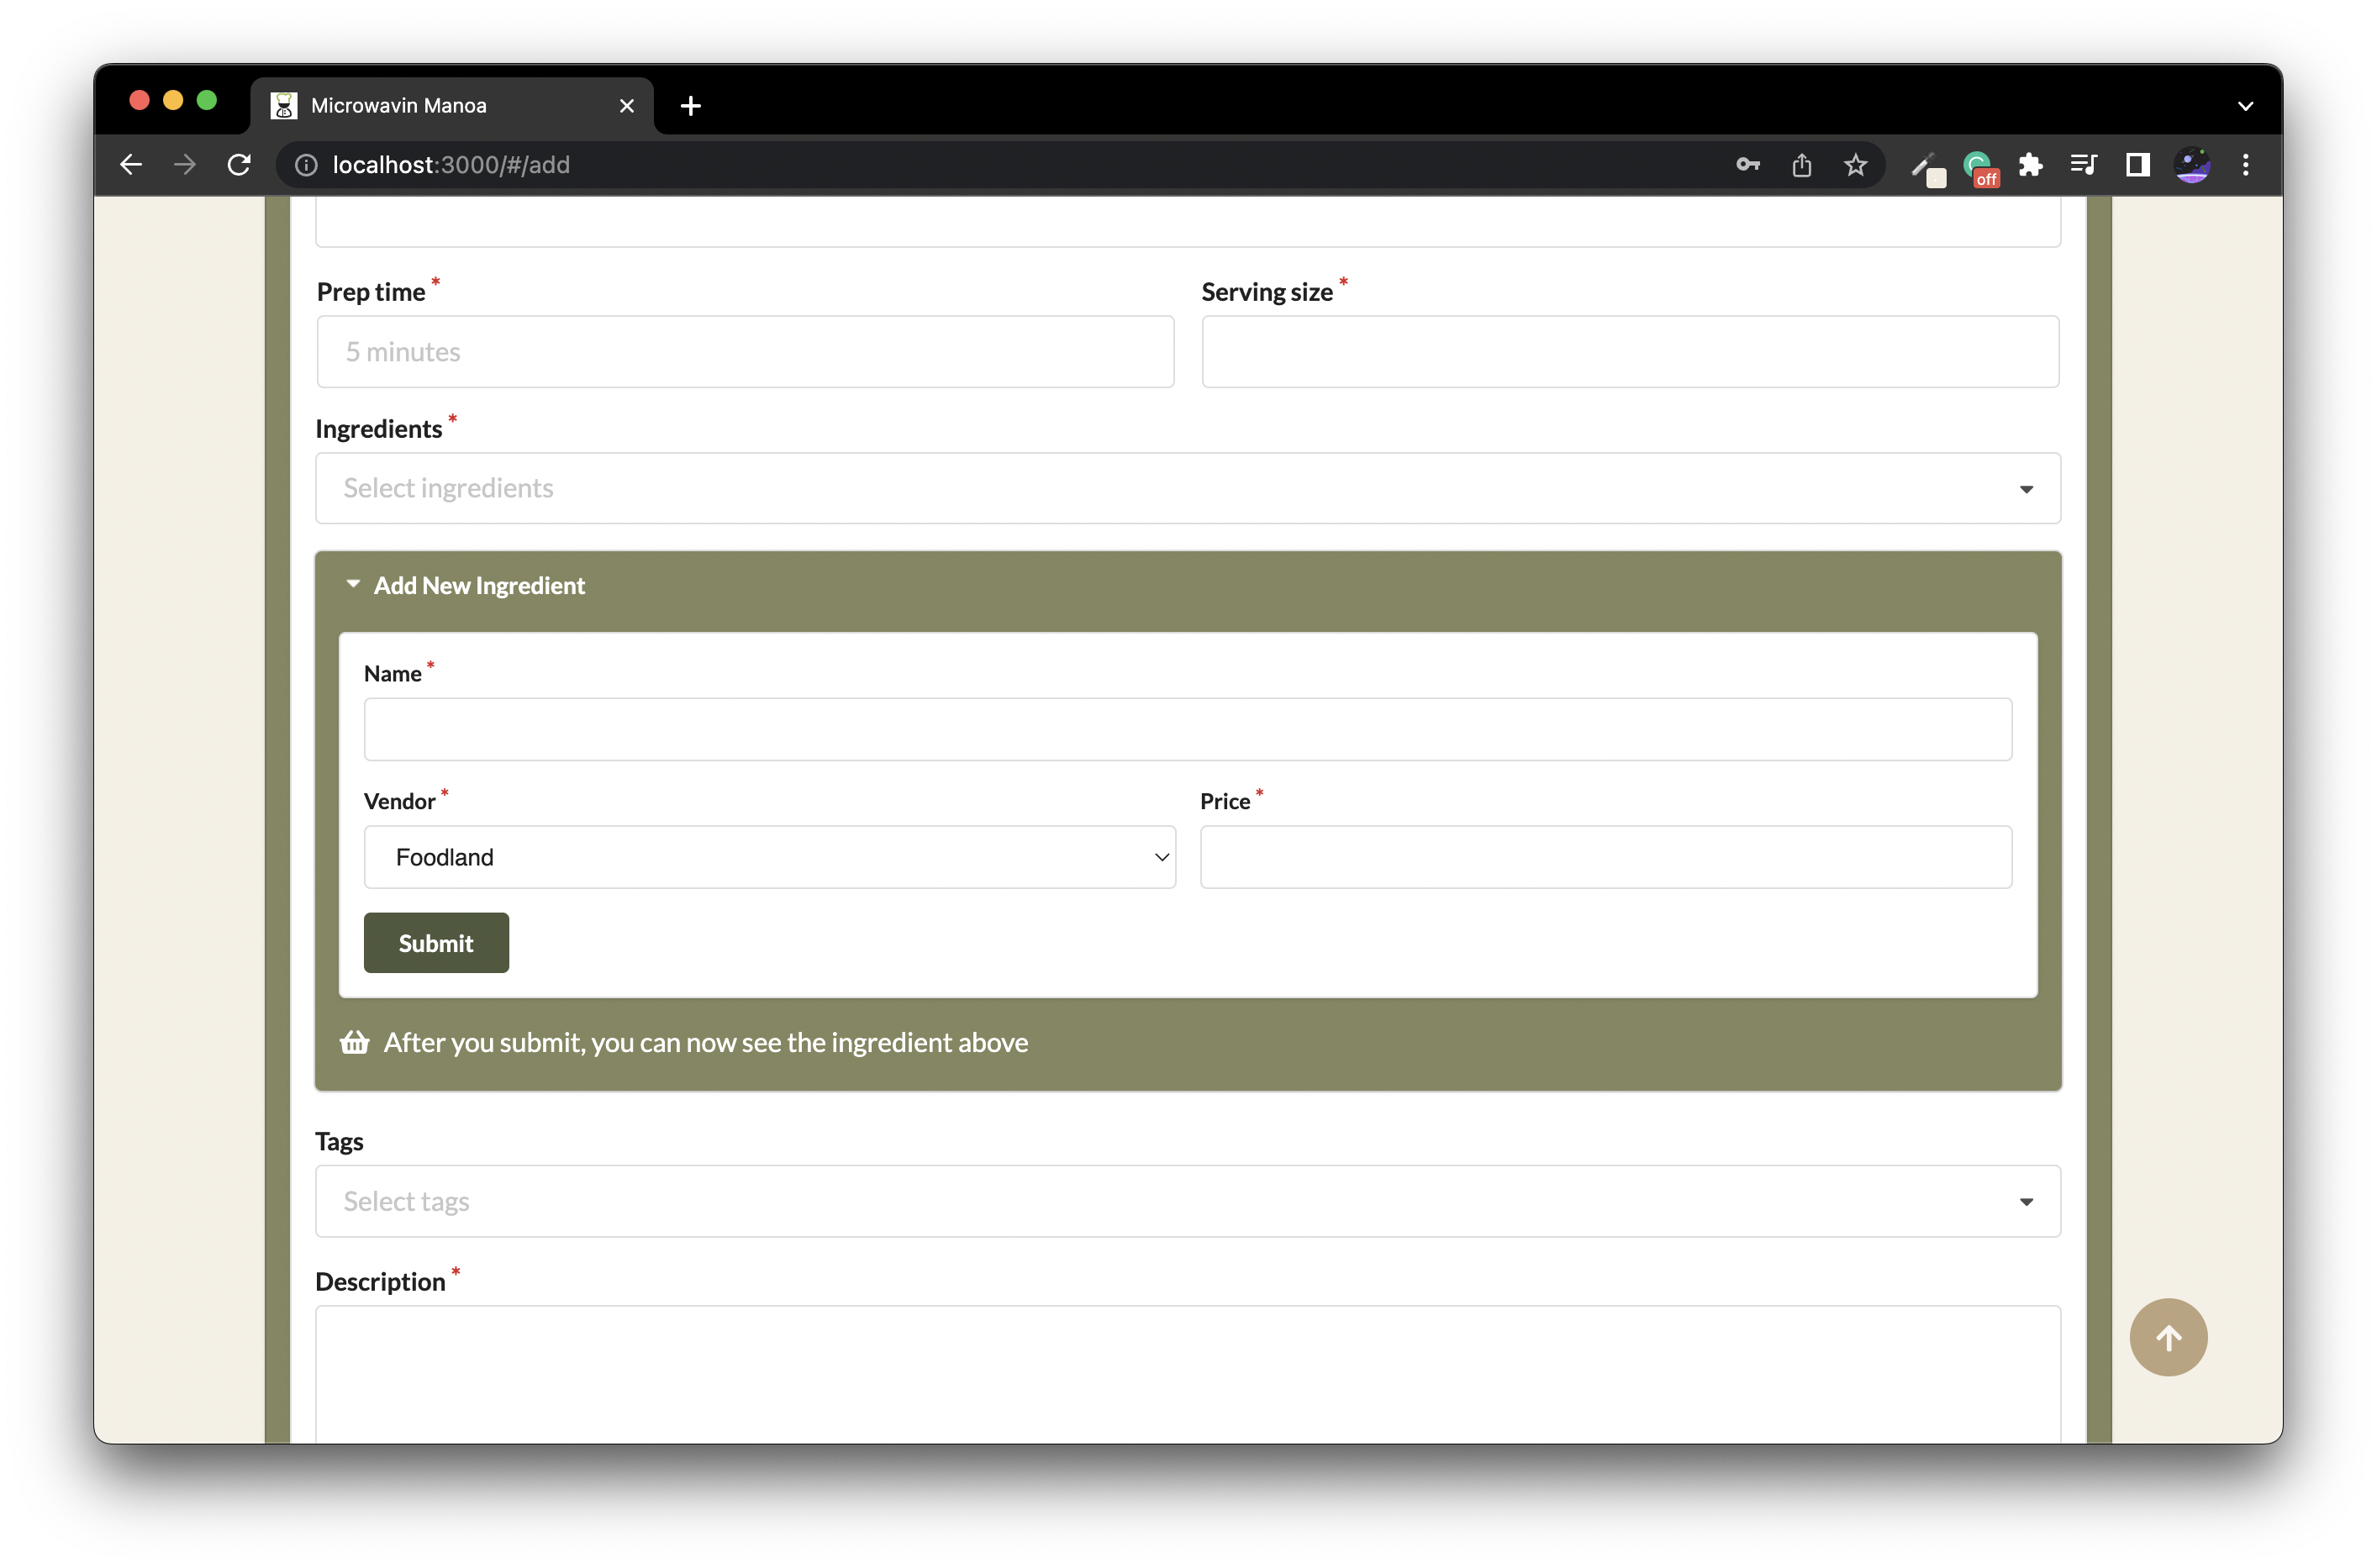 Microwavin Manoa
localhost:3000/#/add
off
Prep time * Serving size *
5 minutes
Ingredients *
Select ingredients
Add New Ingredient
Name *
Vendor * Price *
Foodland
Submit
After you submit, you can now see the ingredient above
Tags
Select tags
Description *